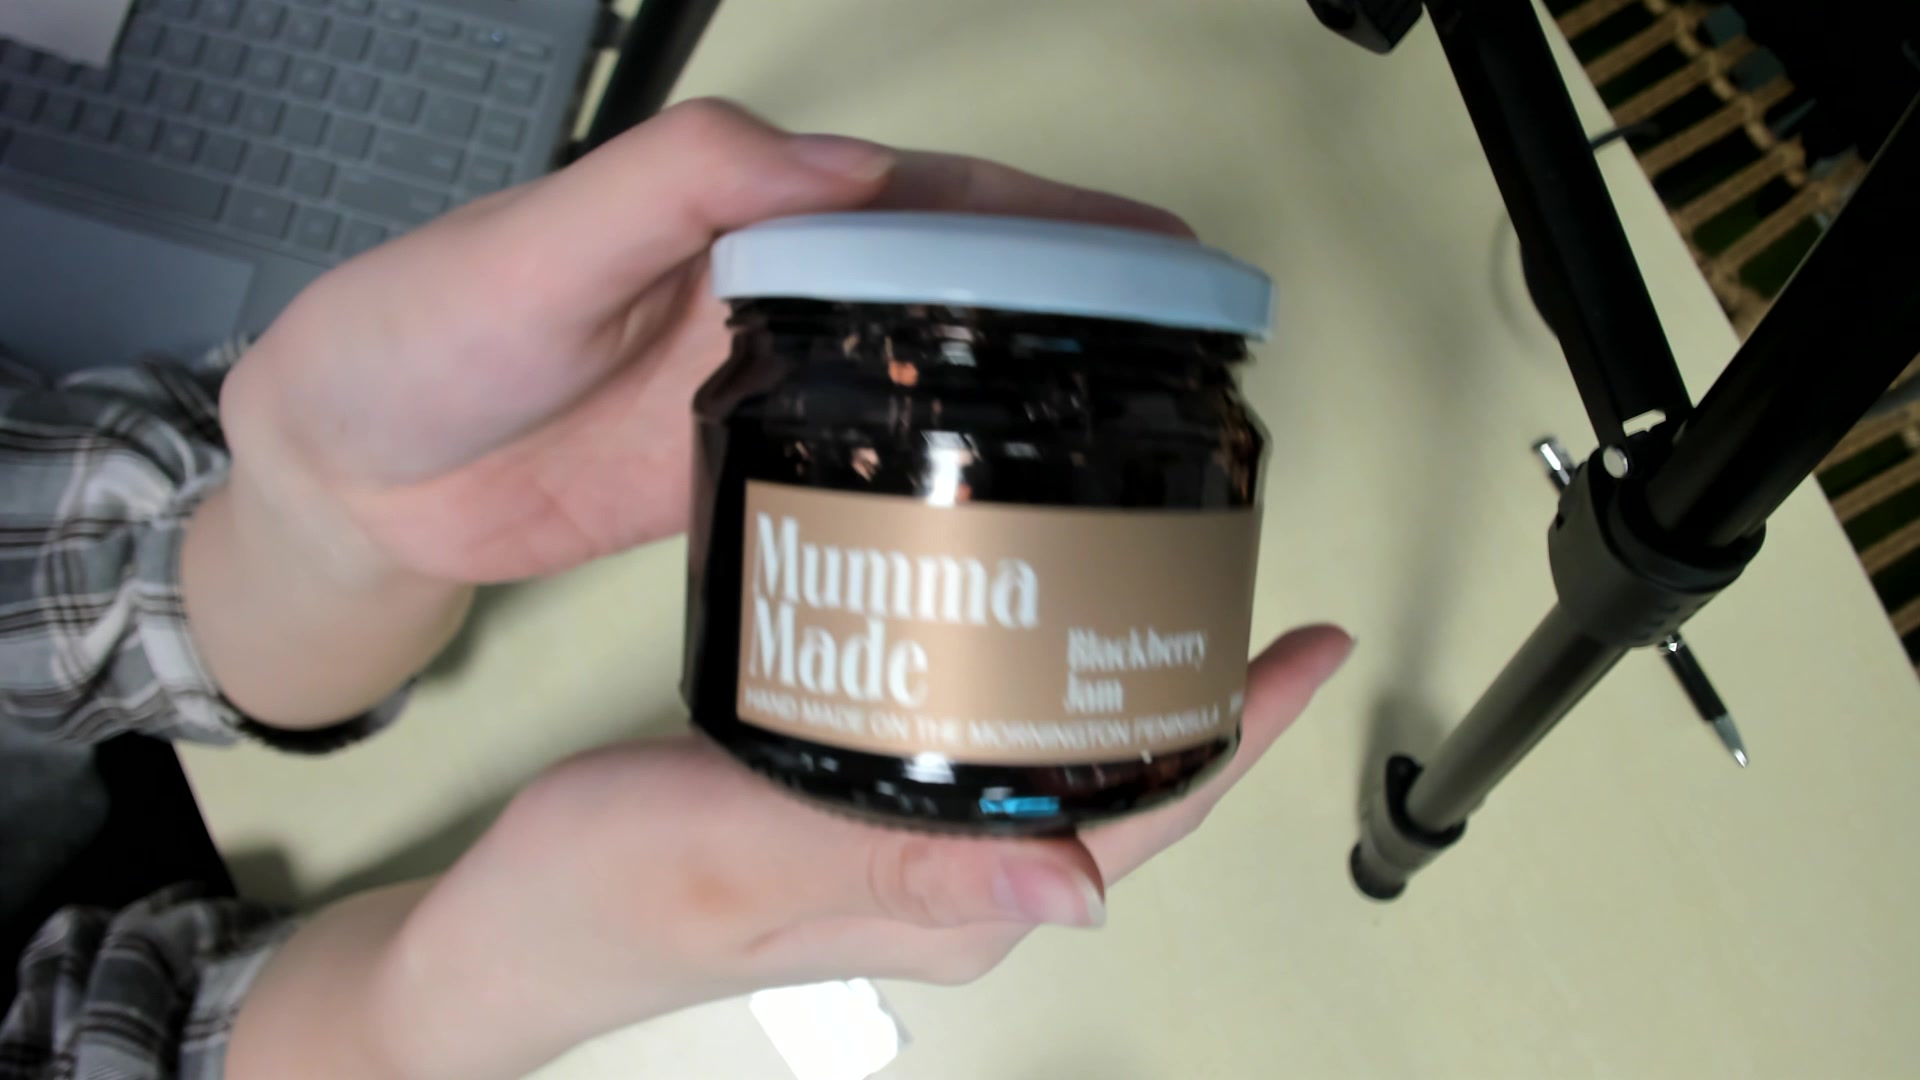 Mumma
Made
Blackberry
Jam
HAND MADE ON THE MORNINGTON PENINSULA